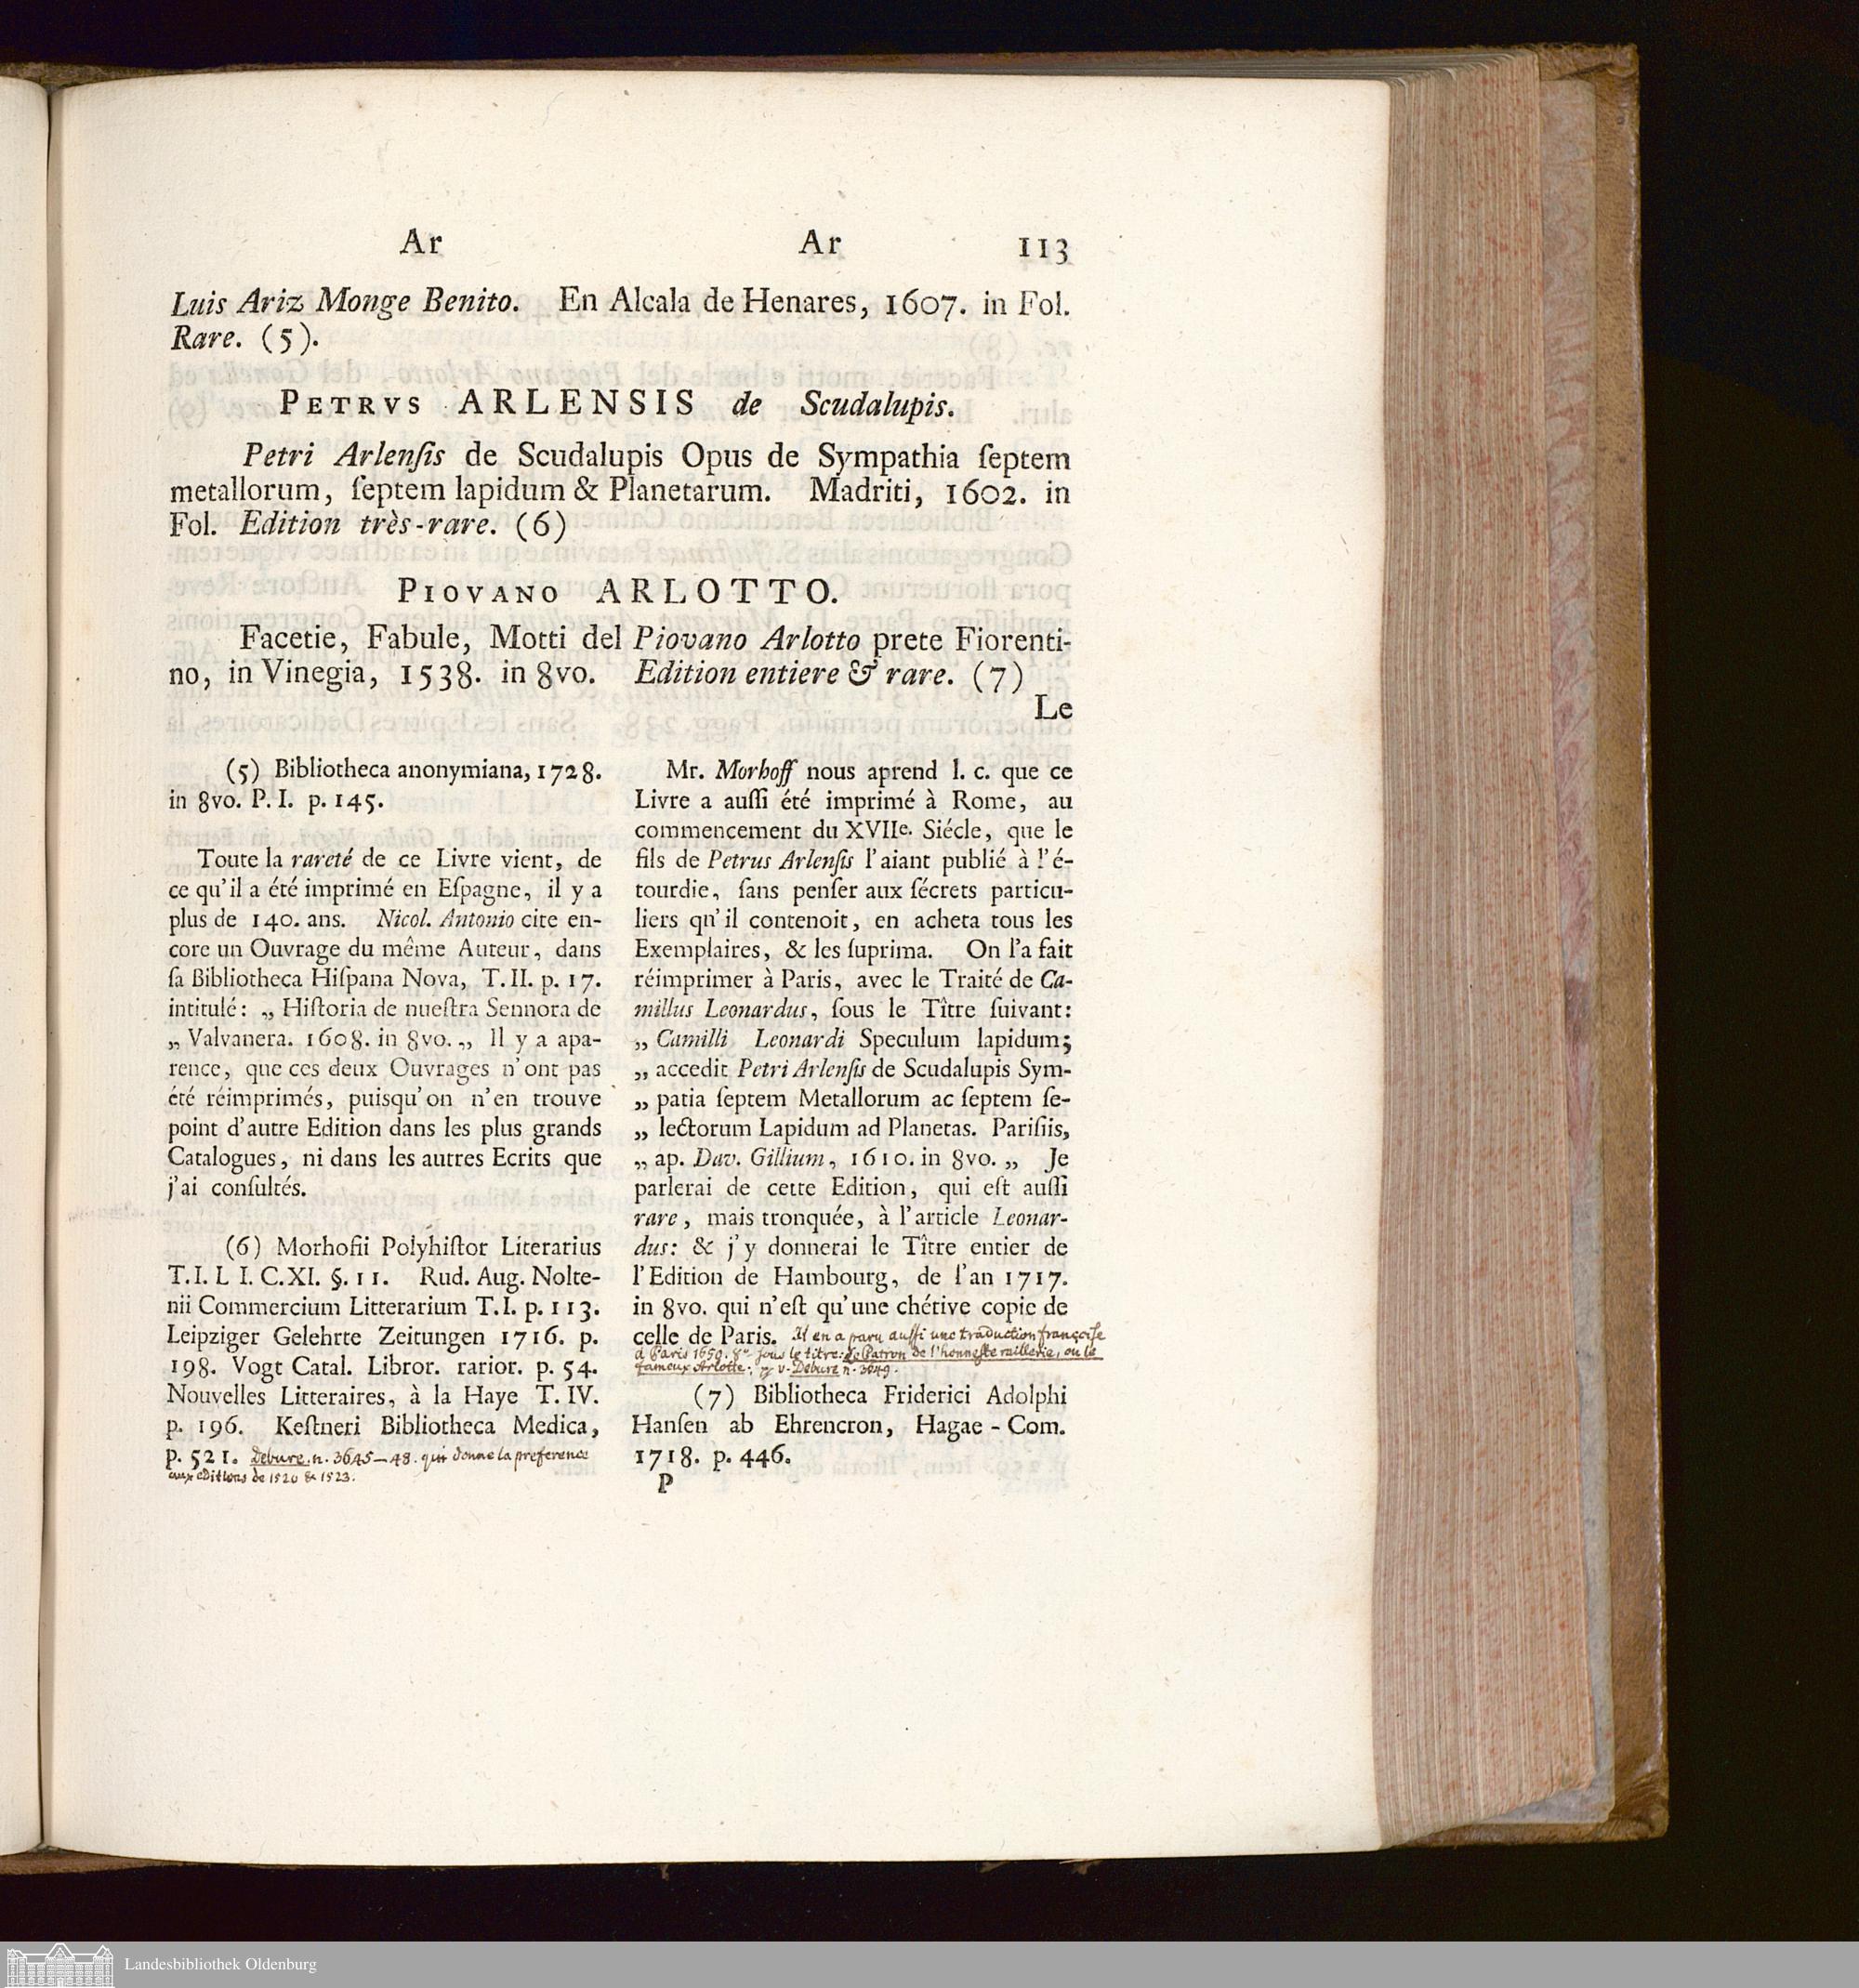 Ar Ar 113
Luis Ariz Monge Benito. En Alcala de Henares, 1607. in Fol.
Rare. (5).
PETRVS ARLENSIS de Scudalupis.
Petri Arlenſis de Scudalupis Opus de Sympathia ſeptem
metallorum, ſeptem lapidum & Planetarum. Madriti, 1602. in
Fol. Edition très-rare. (6)
PIOVANO ARLOTTO.
Facetie, Fabule, Motti del Piovano Arlotto prete Fiorenti-
no, in Vinegia, 1538. in 8vo. Edition entiere & rare. (7)
Le
(5) Bibliotheca anonymiana, 1728.
in 8vo. P. I. p. 145.
Toute la rareté de ce Livre vient, de
ce qu'il a été imprimé en Eſpagne, il y a
plus de 140. ans. Nicol. Antonio cite en-
core un Ouvrage du même Auteur, dans
ſa Bibliotheca Hiſpana Nova, T. II. p. 17.
intitulé: „ Hiſtoria de nueſtra Sennora de
„ Valvanera. 1608. in 8vo. „ Il y a apa-
rence, que ces deux Ouvrages n'ont pas
été réimprimés, puisqu'on n'en trouve
point d'autre Edition dans les plus grands
Catalogues, ni dans les autres Ecrits que
j'ai conſultés.
(6) Morhofii Polyhiſtor Literarius
T. I. L I. C. XI. §. 11. Rud. Aug. Nolte-
nii Commercium Litterarium T. I. p. 113.
Leipziger Gelehrte Zeitungen 1716. p.
198. Vogt Catal. Libror. rarior. p. 54.
Nouvelles Litteraires, à la Haye T. IV.
p. 196. Keſtneri Bibliotheca Medica,
p. 521. Debure. n. 3645-48. qui donne la preference
aux editions de 1520 & 1523.
Mr. Morhoff nous aprend l. c. que ce
Livre a auſſi été imprimé à Rome, au
commencement du XVIIe. Siécle, que le
fils de Petrus Arlenſis l'aiant publié à l'é-
tourdie, ſans penſer aux ſécrets particu-
liers qu'il contenoit, en acheta tous les
Exemplaires, & les ſuprima. On l'a fait
réimprimer à Paris, avec le Traité de Ca-
millus Leonardus, ſous le Tître ſuivant:
„ Camilli Leonardi Speculum lapidum;
„ accedit Petri Arlenſis de Scudalupis Sym-
„ patia ſeptem Metallorum ac ſeptem ſe-
„ lectorum Lapidum ad Planetas. Pariſiis,
„ ap. Dav. Gillium, 1610. in 8vo. „ Je
parlerai de cette Edition, qui eſt auſſi
rare, mais tronquée, à l'article Leonar-
dus: & j'y donnerai le Tître entier de
l'Edition de Hambourg, de l'an 1717.
in 8vo. qui n'eſt qu'une chétive copie de
celle de Paris. Il en a paru auſſi une traduction françoiſe
à Paris 1650. 8° ſous le titre: Le Patron de l'honneſte raillerie, ou le
fameux Arlotte. v. Debure n. 3649.
(7) Bibliotheca Friderici Adolphi
Hanſen ab Ehrencron, Hagae-Com.
1718. p. 446.
P
Landesbibliothek Oldenburg